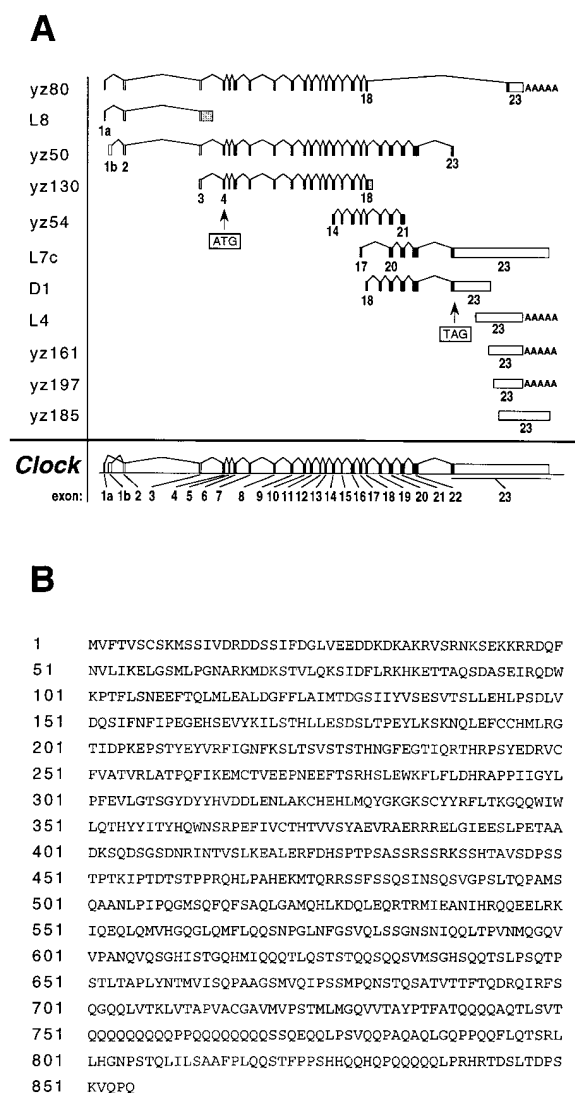 A
yz80
18
23
AAAAA
L8
1a
yz50
1b 2
23
yz130
3 4
18
ATG
yz54
14
21
L7c
17 20
23
D1
18
23
TAG
L4
23
AAAAA
yz161
23
AAAAA
yz197
23
AAAAA
yz185
23
Clock
exon: 1a 1b 2 3 4 5 6 7 8 9 10 11 12 13 14 15 16 17 18 19 20 21 22 23
B
1 MVFTVSCSKMSSIVDRDDSSIFDGLVEEDDKDKAKRVSRNKSEKKRRDQF
51 NVLIKELGSMLPGNARKMDKSTVLQKSIDFLRKHKETTAQSDASEIRQDW
101 KPTFLSNEEFTQLMLEALDGFFLAIMTDGSIIYVSESVTSLLEHLPSDLV
151 DQSIFNFIPEGEHSEVYKILSTHLLESDSLTPEYLKSKNQLEFCCHMLRG
201 TIDPKEPSTYEYVRFIGNFKSLTSVSTSTHNGFEGTIQRTHRPSYEDRVC
251 FVATVRLATPQFIKEMCTVEEPNEEFTSRHSLEWKFLFLDHRAPPIIGYL
301 PFEVLGTSGYDYYHVDDLENLAKCHEHLMQYGKGKSCYYRFLTKGQQWIW
351 LQTHYYITYHQWNSRPEFIVCTHTVVSYAEVRAERRRELGIEESLPETAA
401 DKSQDSGSDNRINTVSLKEALERFDHSPTPSASSRSSRKSSHTAVSDPSS
451 TPTKIPTDTSTPPRQHLPAHEKMTQRRSSFSSQSINSQSVGPSLTQPAMS
501 QAANLPIPQGMSQFQFSAQLGAMQHLKDQLEQRTRMIEANIHRQQEELRK
551 IQEQLQMVHGQGLQMFLQQSNPGLNFGSVQLSSGNSNIQQLTPVNMQGQV
601 VPANQVQSGHISTGQHMIQQQTLQSTSTQQSQQSVMSGHSQQTSLPSQTP
651 STLTAPLYNTMVISQPAAGSMVQIPSSMPQNSTQSATVTTFTQDRQIRFS
701 QGQQLVTKLVTAPVACGAVMVPSTMLMGQVVTAYPTFATQQQQAQTLSVT
751 QQQQQQQQQPPQQQQQQQQSSQEQQLPSVQQPAQAQLGQPPQQFLQTSRL
801 LHGNPSTQLILSAAFPLQQSTFPPSHHQQHQPQQQQQLPRHRTDSLTDPS
851 KVQPQ